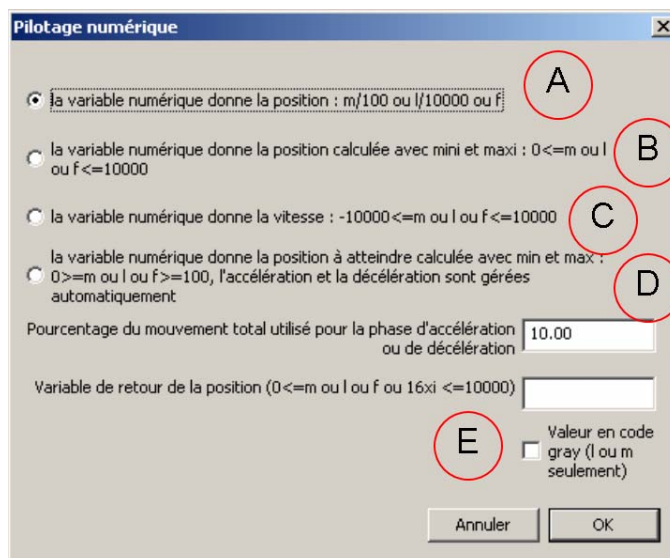 Pilotage numérique
A
la variable numérique donne la position : m/100 ou l/10000 ou f
B
la variable numérique donne la position calculée avec mini et maxi : 0<=m ou l
ou f<=10000
la variable numérique donne la vitesse : -10000<=m ou l ou f<=10000
C
la variable numérique donne la position à atteindre calculée avec min et max :
0>=m ou l ou f>=100, l'accélération et la décélération sont gérées
automatiquement
D
Pourcentage du mouvement total utilisé pour la phase d'accélération
ou de décélération
10.00
Variable de retour de la position (0<=m ou l ou f ou 16xi <=10000)
E
Valeur en code
gray (l ou m
seulement)
Annuler
OK